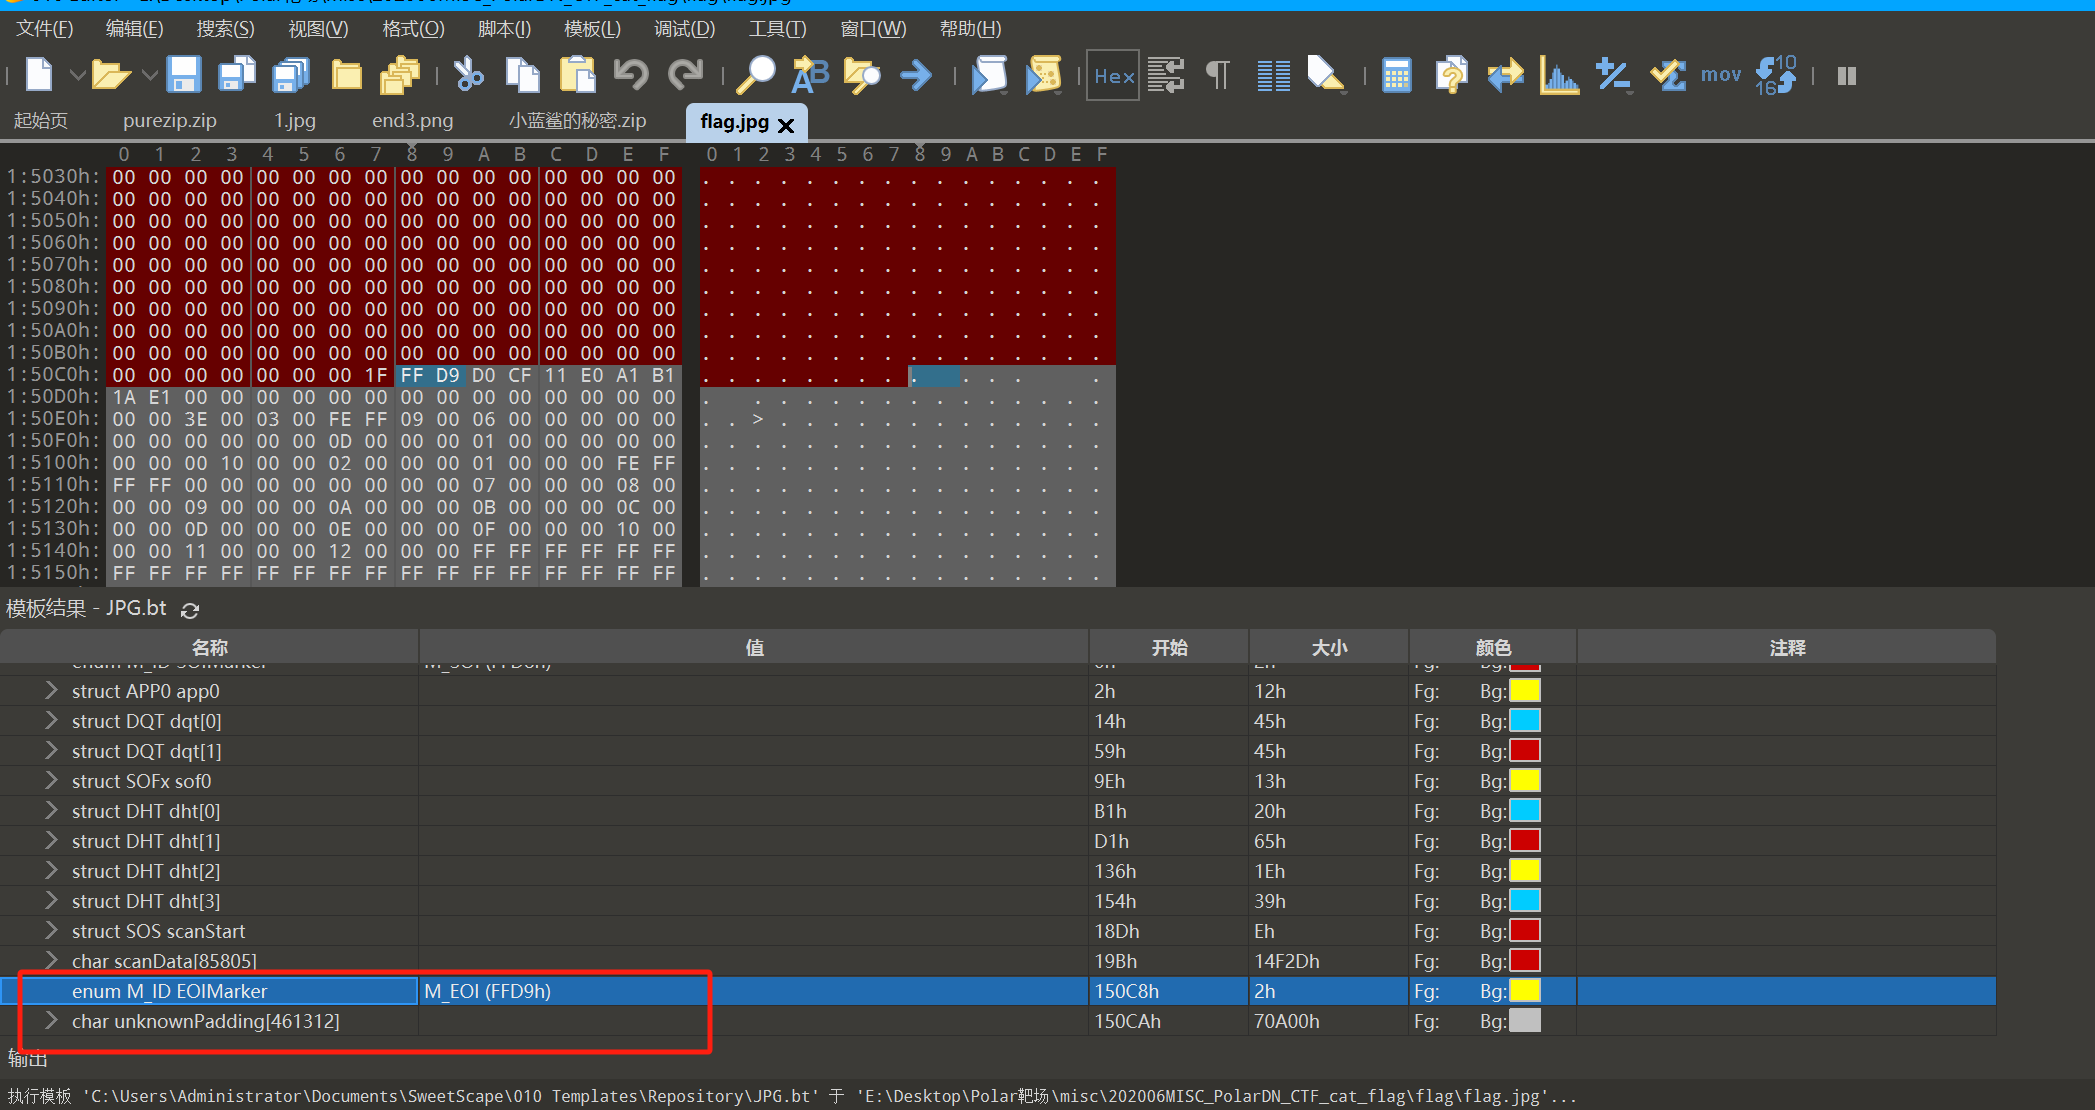 文件(F) 编辑(E) 搜索(S) 视图(V) 格式(O) 脚本(I) 模板(L) 调试(D) 工具(T) 窗口(W) 帮助(H)
Hex mov 10 16
起始页 purezip.zip 1.jpg end3.png 小蓝鲨的秘密.zip flag.jpg
0 1 2 3 4 5 6 7 8 9 A B C D E F 0 1 2 3 4 5 6 7 8 9 A B C D E F
1:5030h: 00 00 00 00 00 00 00 00 00 00 00 00 00 00 00 00 . . . . . . . . . . . . . . . .
1:5040h: 00 00 00 00 00 00 00 00 00 00 00 00 00 00 00 00 . . . . . . . . . . . . . . . .
1:5050h: 00 00 00 00 00 00 00 00 00 00 00 00 00 00 00 00 . . . . . . . . . . . . . . . .
1:5060h: 00 00 00 00 00 00 00 00 00 00 00 00 00 00 00 00 . . . . . . . . . . . . . . . .
1:5070h: 00 00 00 00 00 00 00 00 00 00 00 00 00 00 00 00 . . . . . . . . . . . . . . . .
1:5080h: 00 00 00 00 00 00 00 00 00 00 00 00 00 00 00 00 . . . . . . . . . . . . . . . .
1:5090h: 00 00 00 00 00 00 00 00 00 00 00 00 00 00 00 00 . . . . . . . . . . . . . . . .
1:50A0h: 00 00 00 00 00 00 00 00 00 00 00 00 00 00 00 00 . . . . . . . . . . . . . . . .
1:50B0h: 00 00 00 00 00 00 00 00 00 00 00 00 00 00 00 00 . . . . . . . . . . . . . . . .
1:50C0h: 00 00 00 00 00 00 00 1F FF D9 D0 CF 11 E0 A1 B1 . . . . . . . . . . . . .
1:50D0h: 1A E1 00 00 00 00 00 00 00 00 00 00 00 00 00 00 . . . . . . . . . . . . . . .
1:50E0h: 00 00 3E 00 03 00 FE FF 09 00 06 00 00 00 00 00 . . > . . . . . . . . . . . . .
1:50F0h: 00 00 00 00 00 00 0D 00 00 00 01 00 00 00 00 00 . . . . . . . . . . . . . . . .
1:5100h: 00 00 00 10 00 00 02 00 00 00 01 00 00 00 FE FF . . . . . . . . . . . . . . . .
1:5110h: FF FF 00 00 00 00 00 00 00 00 07 00 00 00 08 00 . . . . . . . . . . . . . . . .
1:5120h: 00 00 09 00 00 00 0A 00 00 00 0B 00 00 00 0C 00 . . . . . . . . . . . . . . . .
1:5130h: 00 00 0D 00 00 00 0E 00 00 00 0F 00 00 00 10 00 . . . . . . . . . . . . . . . .
1:5140h: 00 00 11 00 00 00 12 00 00 00 FF FF FF FF FF FF . . . . . . . . . . . . . . . .
1:5150h: FF FF FF FF FF FF FF FF FF FF FF FF FF FF FF FF . . . . . . . . . . . . . . . .
模板结果 - JPG.bt
名称 值 开始 大小 颜色 注释
struct APP0 app0 2h 12h Fg: Bg:
struct DQT dqt[0] 14h 45h Fg: Bg:
struct DQT dqt[1] 59h 45h Fg: Bg:
struct SOFx sof0 9Eh 13h Fg: Bg:
struct DHT dht[0] B1h 20h Fg: Bg:
struct DHT dht[1] D1h 65h Fg: Bg:
struct DHT dht[2] 136h 1Eh Fg: Bg:
struct DHT dht[3] 154h 39h Fg: Bg:
struct SOS scanStart 18Dh Eh Fg: Bg:
char scanData[85805] 19Bh 14F2Dh Fg: Bg:
enum M_ID EOIMarker M_EOI (FFD9h) 150C8h 2h Fg: Bg:
char unknownPadding[461312] 150CAh 70A00h Fg: Bg:
输出
执行模板 'C:\Users\Administrator\Documents\SweetScape\010 Templates\Repository\JPG.bt' 于 'E:\Desktop\Polar靶场\misc\202006MISC_PolarDN_CTF_cat_flag\flag\flag.jpg'...